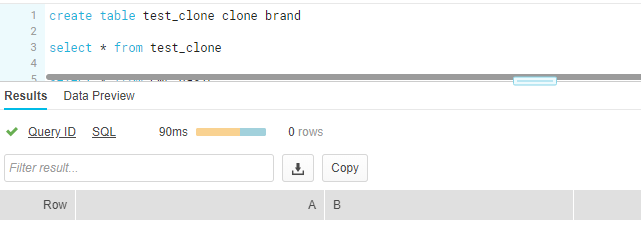 1 create table test_clone clone brand
2
3 select * from test_clone
4
5
Results Data Preview
Query ID SQL 90ms 0 rows
Filter result... Copy
Row A B